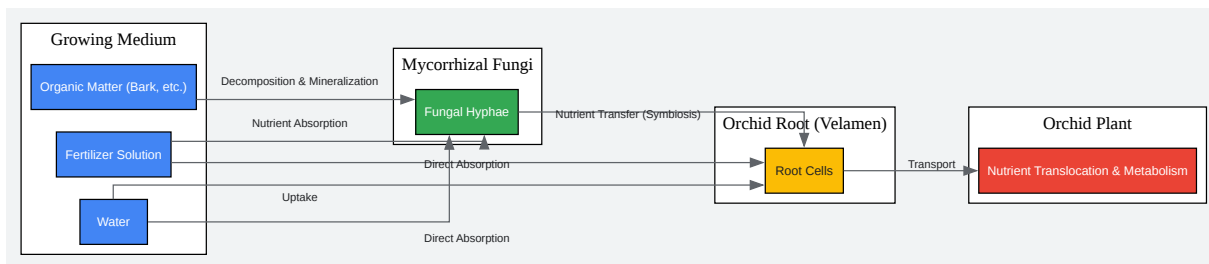 Growing Medium
Organic Matter (Bark, etc.)
Fertilizer Solution
Water
Decomposition & Mineralization
Nutrient Absorption
Direct Absorption
Uptake
Direct Absorption
Mycorrhizal Fungi
Fungal Hyphae
Nutrient Transfer (Symbiosis)
Orchid Root (Velamen)
Root Cells
Transport
Orchid Plant
Nutrient Translocation & Metabolism